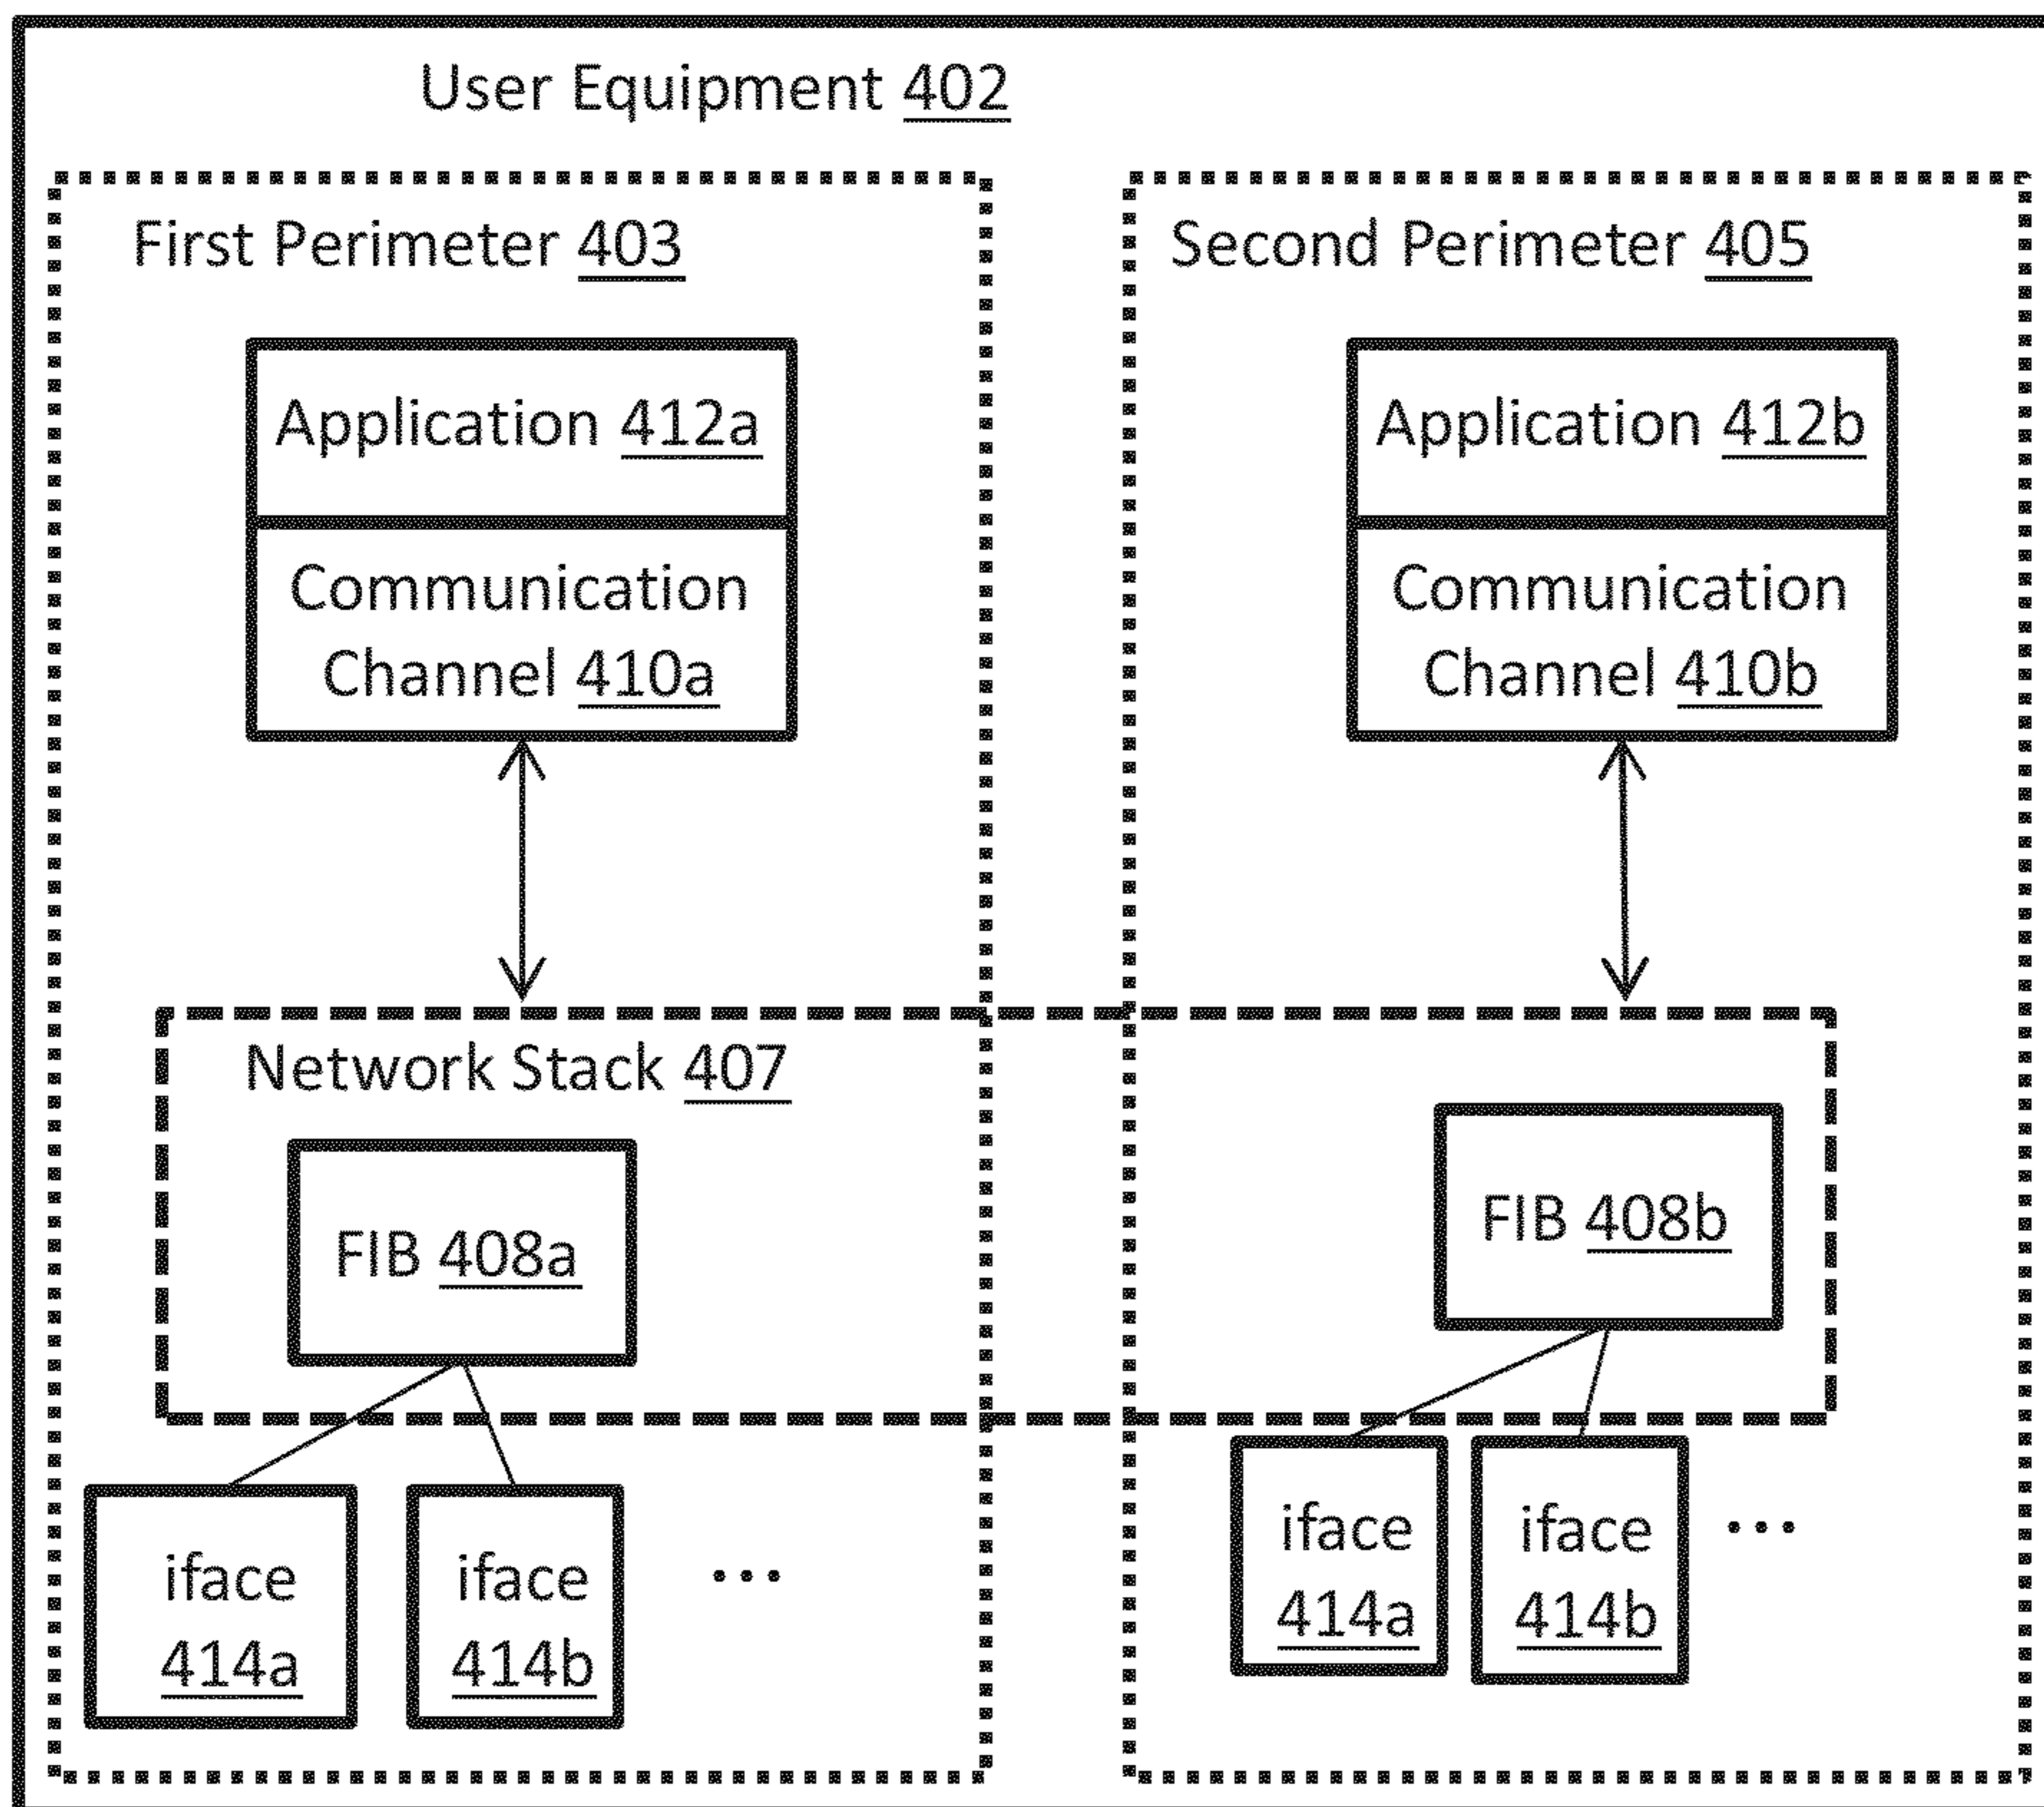 User Equipment 402
First Perimeter 403
Application 412a
Communication
Channel 410a
Network Stack 407
FIB 408a
iface
414a
iface
414b
...
Second Perimeter 405
Application 412b
Communication
Channel 410b
FIB 408b
iface
414a
iface
414b
...